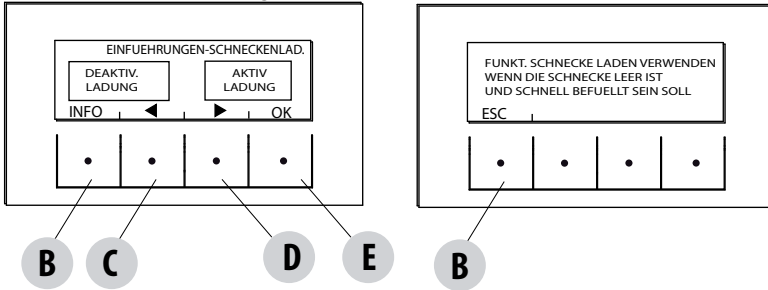 EINFUEHRUNGEN-SCHNECKENLAD.
DEAKTIV.
LADUNG
AKTIV
LADUNG
INFO ◀ ▶ OK
B C D E
FUNKT. SCHNECKE LADEN VERWENDEN
WENN DIE SCHNECKE LEER IST
UND SCHNELL BEFUELLT SEIN SOLL
ESC
B